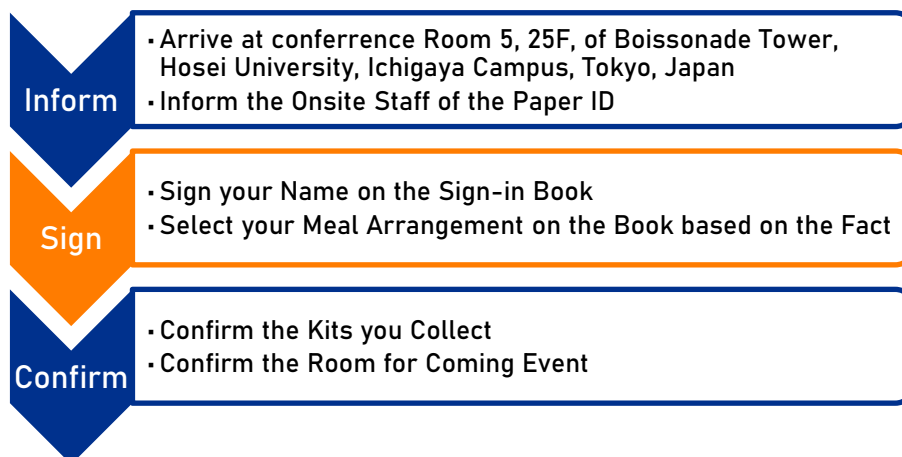 Inform
▪ Arrive at conferrence Room 5, 25F, of Boissonade Tower,
Hosei University, Ichigaya Campus, Tokyo, Japan
▪ Inform the Onsite Staff of the Paper ID
Sign
▪ Sign your Name on the Sign-in Book
▪ Select your Meal Arrangement on the Book based on the Fact
Confirm
▪ Confirm the Kits you Collect
▪ Confirm the Room for Coming Event